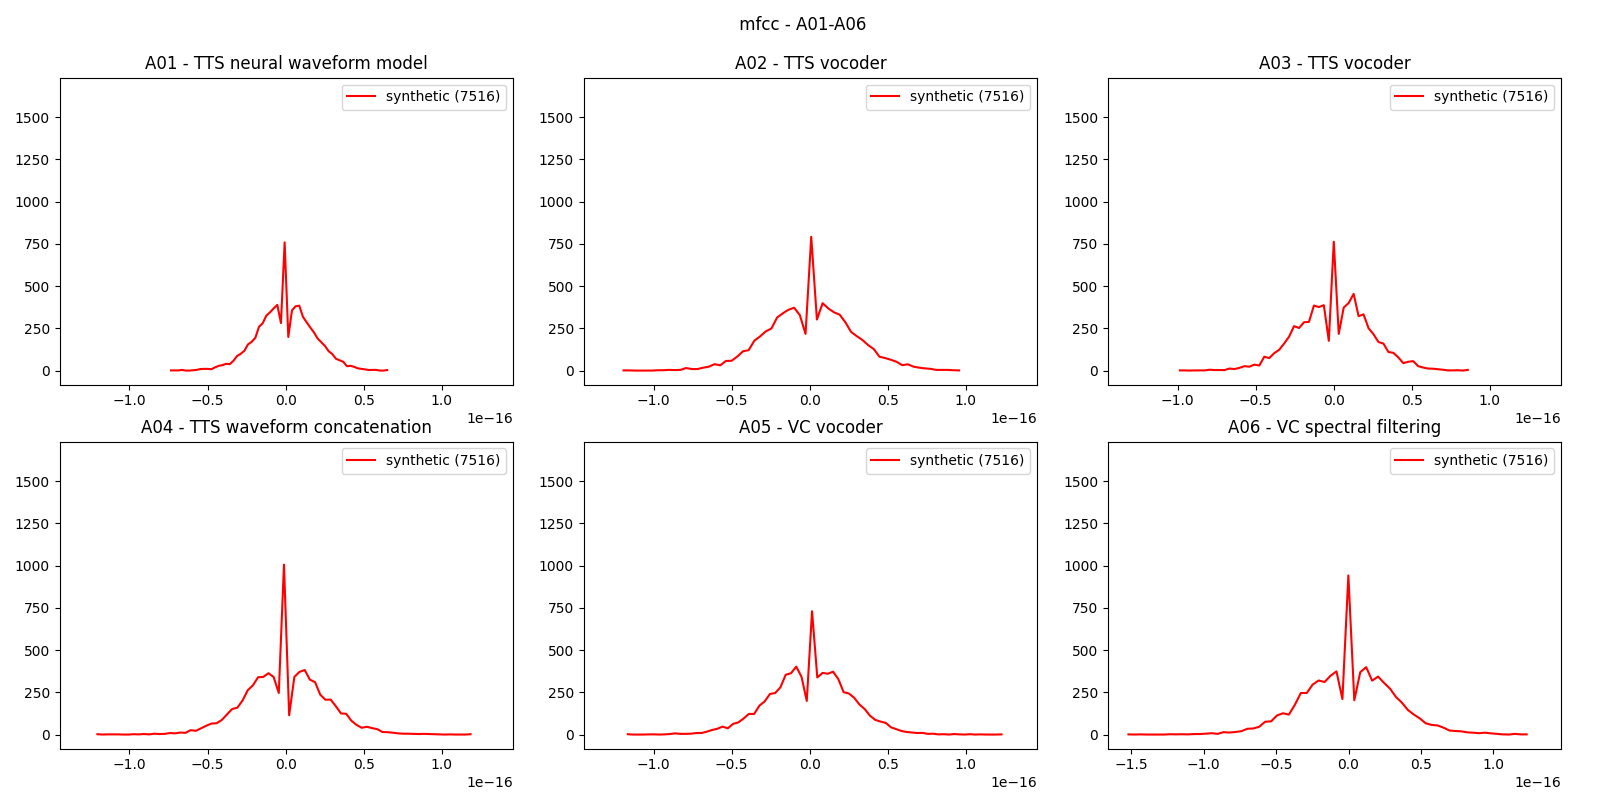 mfcc - A01-A06
A01 - TTS neural waveform model
synthetic (7516)
1500
1250
1000
750
500
250
0
−1.0 −0.5 0.0 0.5 1.0
1e−16
A02 - TTS vocoder
synthetic (7516)
1500
1250
1000
750
500
250
0
−1.0 −0.5 0.0 0.5 1.0
1e−16
A03 - TTS vocoder
synthetic (7516)
1500
1250
1000
750
500
250
0
−1.0 −0.5 0.0 0.5 1.0
1e−16
A04 - TTS waveform concatenation
synthetic (7516)
1500
1250
1000
750
500
250
0
−1.0 −0.5 0.0 0.5 1.0
1e−16
A05 - VC vocoder
synthetic (7516)
1500
1250
1000
750
500
250
0
−1.0 −0.5 0.0 0.5 1.0
1e−16
A06 - VC spectral filtering
synthetic (7516)
1500
1250
1000
750
500
250
0
−1.5 −1.0 −0.5 0.0 0.5 1.0
1e−16